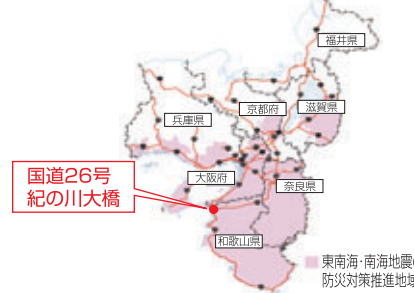 福井県
京都府
滋賀県
兵庫県
大阪府
奈良県
国道26号
紀の川大橋
和歌山県
東南海・南海地震の
防災対策推進地域